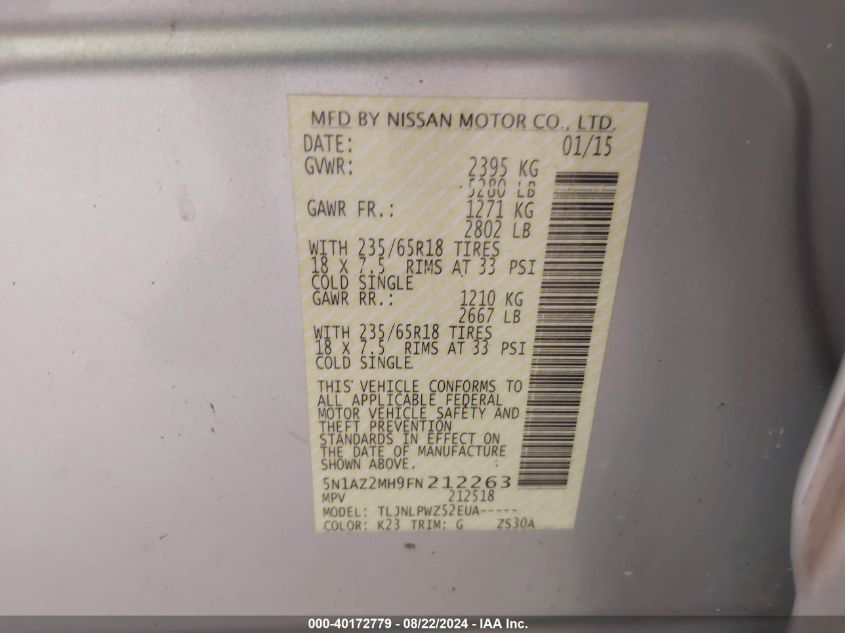 MFD BY NISSAN MOTOR CO., LTD.
DATE: 01/15
GVWR: 2395 KG
5280 LB
GAWR FR.: 1271 KG
2802 LB
WITH 235/65R18 TIRES
18 X 7.5 RIMS AT 33 PSI
COLD SINGLE
GAWR RR.: 1210 KG
2667 LB
WITH 235/65R18 TIRES
18 X 7.5 RIMS AT 33 PSI
COLD SINGLE
THIS VEHICLE CONFORMS TO
ALL APPLICABLE FEDERAL
MOTOR VEHICLE SAFETY AND
THEFT PREVENTION
STANDARDS IN EFFECT ON
THE DATE OF MANUFACTURE
SHOWN ABOVE.
5N1AZ2MH9FN212263
MPV 212518
MODEL: TLJNLPWZ52EUA-----
COLOR: K23 TRIM: G ZS30A
000-40172779 - 08/22/2024 - IAA Inc.